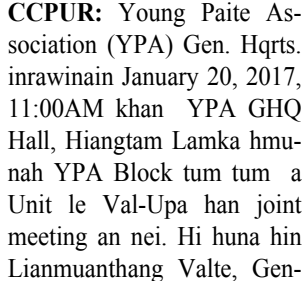 CCPUR: Young Paite As-
sociation (YPA) Gen. Hqrts.
inrawinain January 20, 2017,
11:00AM khan YPA GHQ
Hall, Hiangtam Lamka hmu-
nah YPA Block tum tum a
Unit le Val-Upa han joint
meeting an nei. Hi huna hin
Lianmuanthang Valte, Gen-